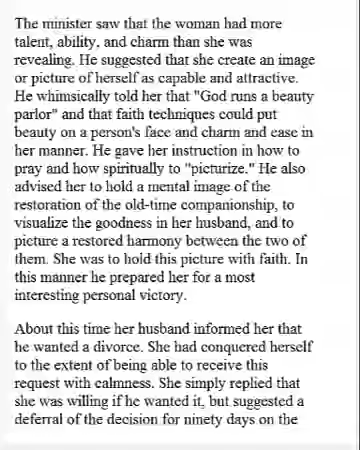 The minister saw that the woman had more
talent, ability, and charm than she was
revealing. He suggested that she create an image
or picture of herself as capable and attractive.
He whimsically told her that "God runs a beauty
parlor" and that faith techniques could put
beauty on a person's face and charm and ease in
her manner. He gave her instruction in how to
pray and how spiritually to "picturize." He also
advised her to hold a mental image of the
restoration of the old-time companionship, to
visualize the goodness in her husband, and to
picture a restored harmony between the two of
them. She was to hold this picture with faith. In
this manner he prepared her for a most
interesting personal victory.
About this time her husband informed her that
he wanted a divorce. She had conquered herself
to the extent of being able to receive this
request with calmness. She simply replied that
she was willing if he wanted it, but suggested a
deferral of the decision for ninety days on the